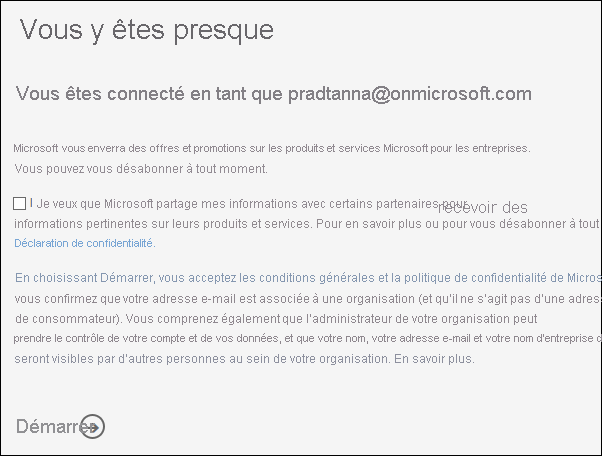 Vous y êtes presque
Vous êtes connecté en tant que pradtanna@onmicrosoft.com
Microsoft vous enverra des offres et promotions sur les produits et services Microsoft pour les entreprises.
Vous pouvez vous désabonner à tout moment.
I Je veux que Microsoft partage mes informations avec certains partenaires pour recevoir des
informations pertinentes sur leurs produits et services. Pour en savoir plus ou pour vous désabonner à tout
Déclaration de confidentialité.
En choisissant Démarrer, vous acceptez les conditions générales et la politique de confidentialité de Micros
vous confirmez que votre adresse e-mail est associée à une organisation (et qu'il ne s'agit pas d'une adres
de consommateur). Vous comprenez également que l'administrateur de votre organisation peut
prendre le contrôle de votre compte et de vos données, et que votre nom, votre adresse e-mail et votre nom d'entreprise c
seront visibles par d'autres personnes au sein de votre organisation. En savoir plus.
Démarrer